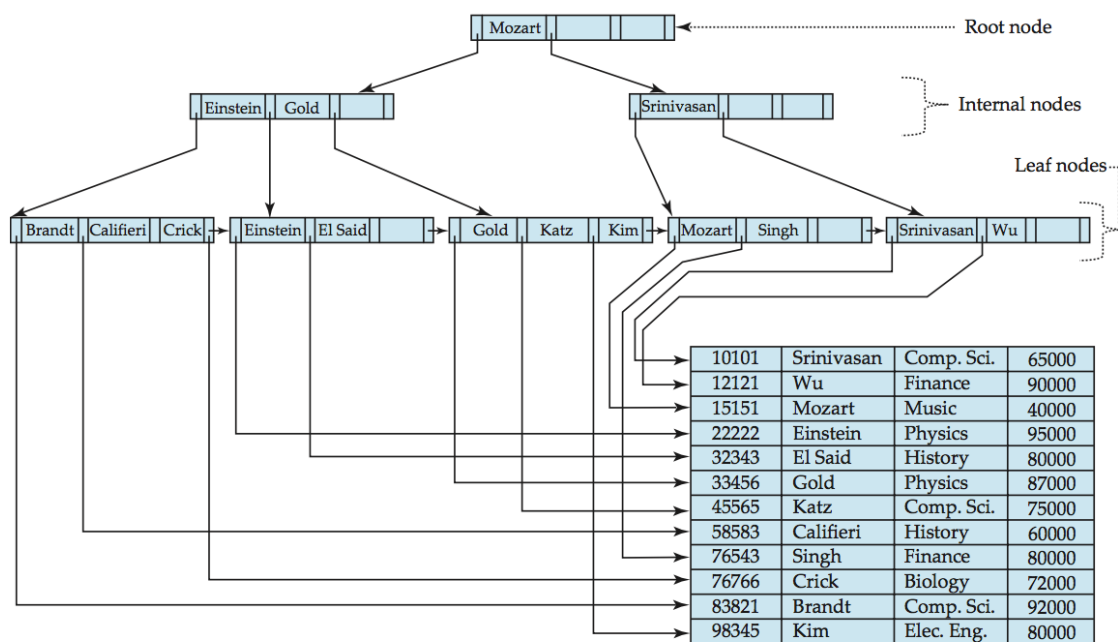 Mozart
Root node
Einstein Gold
Srinivasan
Internal nodes
Leaf nodes
Brandt Califieri Crick
Einstein El Said
Gold Katz Kim
Mozart Singh
Srinivasan Wu
10101 Srinivasan Comp. Sci. 65000
12121 Wu Finance 90000
15151 Mozart Music 40000
22222 Einstein Physics 95000
32343 El Said History 80000
33456 Gold Physics 87000
45565 Katz Comp. Sci. 75000
58583 Califieri History 60000
76543 Singh Finance 80000
76766 Crick Biology 72000
83821 Brandt Comp. Sci. 92000
98345 Kim Elec. Eng. 80000